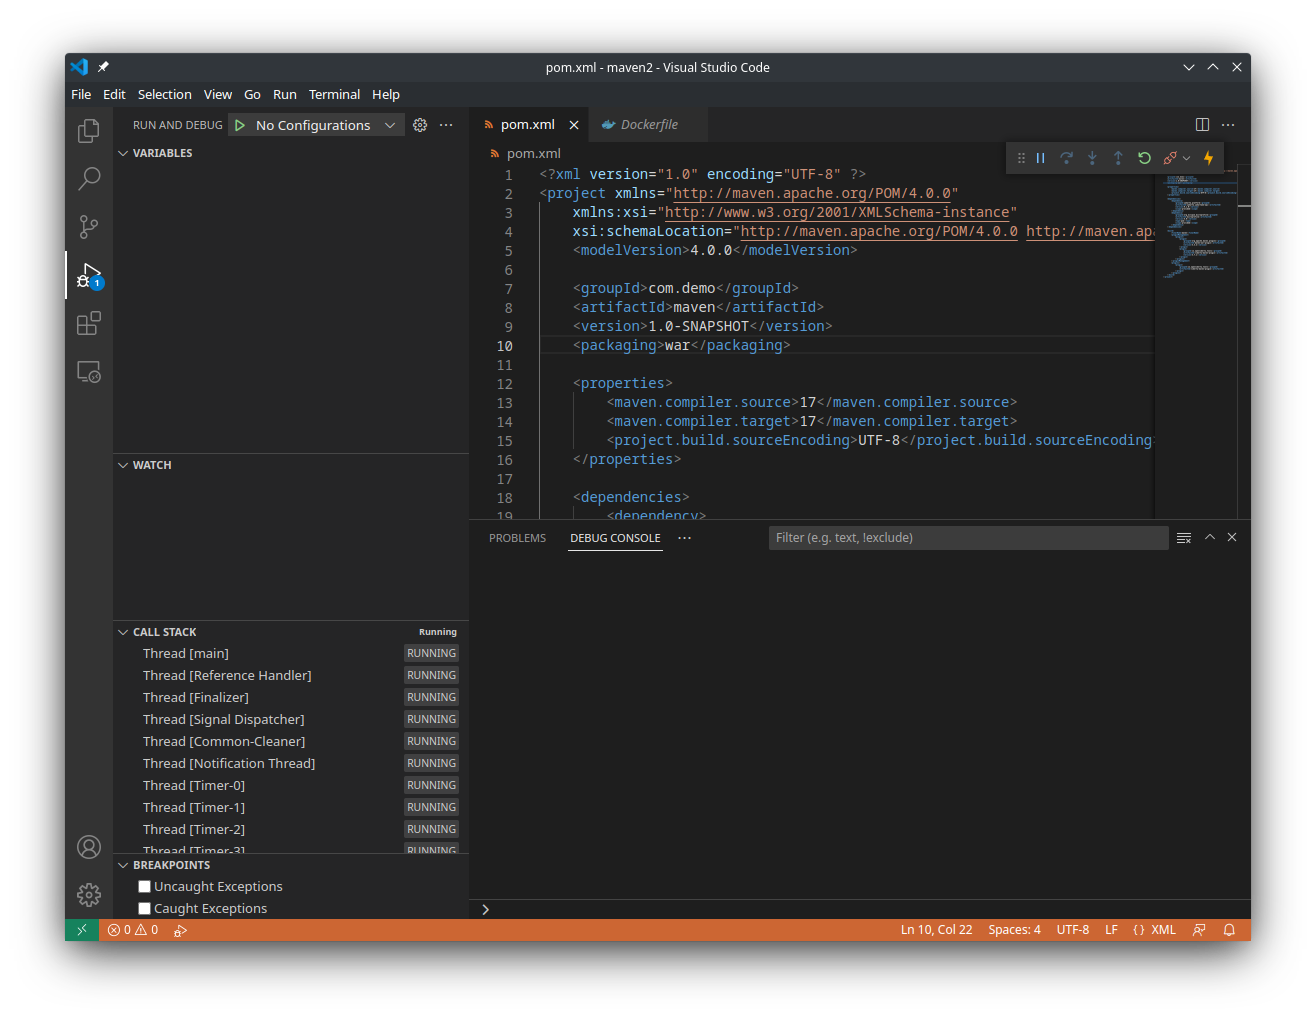 pom.xml - maven2 - Visual Studio Code
File Edit Selection View Go Run Terminal Help
RUN AND DEBUG No Configurations ···
VARIABLES
WATCH
CALL STACK Running
Thread [main] RUNNING
Thread [Reference Handler] RUNNING
Thread [Finalizer] RUNNING
Thread [Signal Dispatcher] RUNNING
Thread [Common-Cleaner] RUNNING
Thread [Notification Thread] RUNNING
Thread [Timer-0] RUNNING
Thread [Timer-1] RUNNING
Thread [Timer-2] RUNNING
Thread [Timer-3] RUNNING
BREAKPOINTS
Uncaught Exceptions
Caught Exceptions
1
pom.xml Dockerfile
pom.xml
1 <?xml version="1.0" encoding="UTF-8" ?>
2 <project xmlns="http://maven.apache.org/POM/4.0.0"
3 xmlns:xsi="http://www.w3.org/2001/XMLSchema-instance"
4 xsi:schemaLocation="http://maven.apache.org/POM/4.0.0 http://maven.apa
5 <modelVersion>4.0.0</modelVersion>
6
7 <groupId>com.demo</groupId>
8 <artifactId>maven</artifactId>
9 <version>1.0-SNAPSHOT</version>
10 <packaging>war</packaging>
11
12 <properties>
13 <maven.compiler.source>17</maven.compiler.source>
14 <maven.compiler.target>17</maven.compiler.target>
15 <project.build.sourceEncoding>UTF-8</project.build.sourceEncoding>
16 </properties>
17
18 <dependencies>
19 <dependency>
PROBLEMS DEBUG CONSOLE ··· Filter (e.g. text, !exclude)
0 0 Ln 10, Col 22 Spaces: 4 UTF-8 LF {} XML